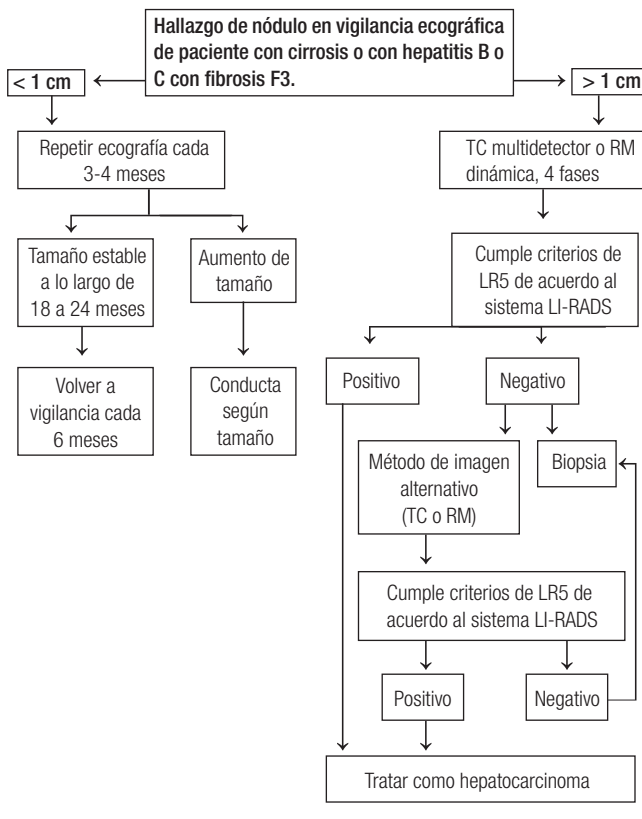 Hallazgo de nódulo en vigilancia ecográfica
de paciente con cirrosis o con hepatitis B o
C con fibrosis F3.
< 1 cm
> 1 cm
Repetir ecografía cada
3-4 meses
TC multidetector o RM
dinámica, 4 fases
Tamaño estable
a lo largo de
18 a 24 meses
Aumento de
tamaño
Cumple criterios de
LR5 de acuerdo al
sistema LI-RADS
Volver a
vigilancia cada
6 meses
Conducta
según
tamaño
Positivo
Negativo
Método de imagen
alternativo
(TC o RM)
Biopsia
Cumple criterios de LR5 de
acuerdo al sistema LI-RADS
Positivo
Negativo
Tratar como hepatocarcinoma